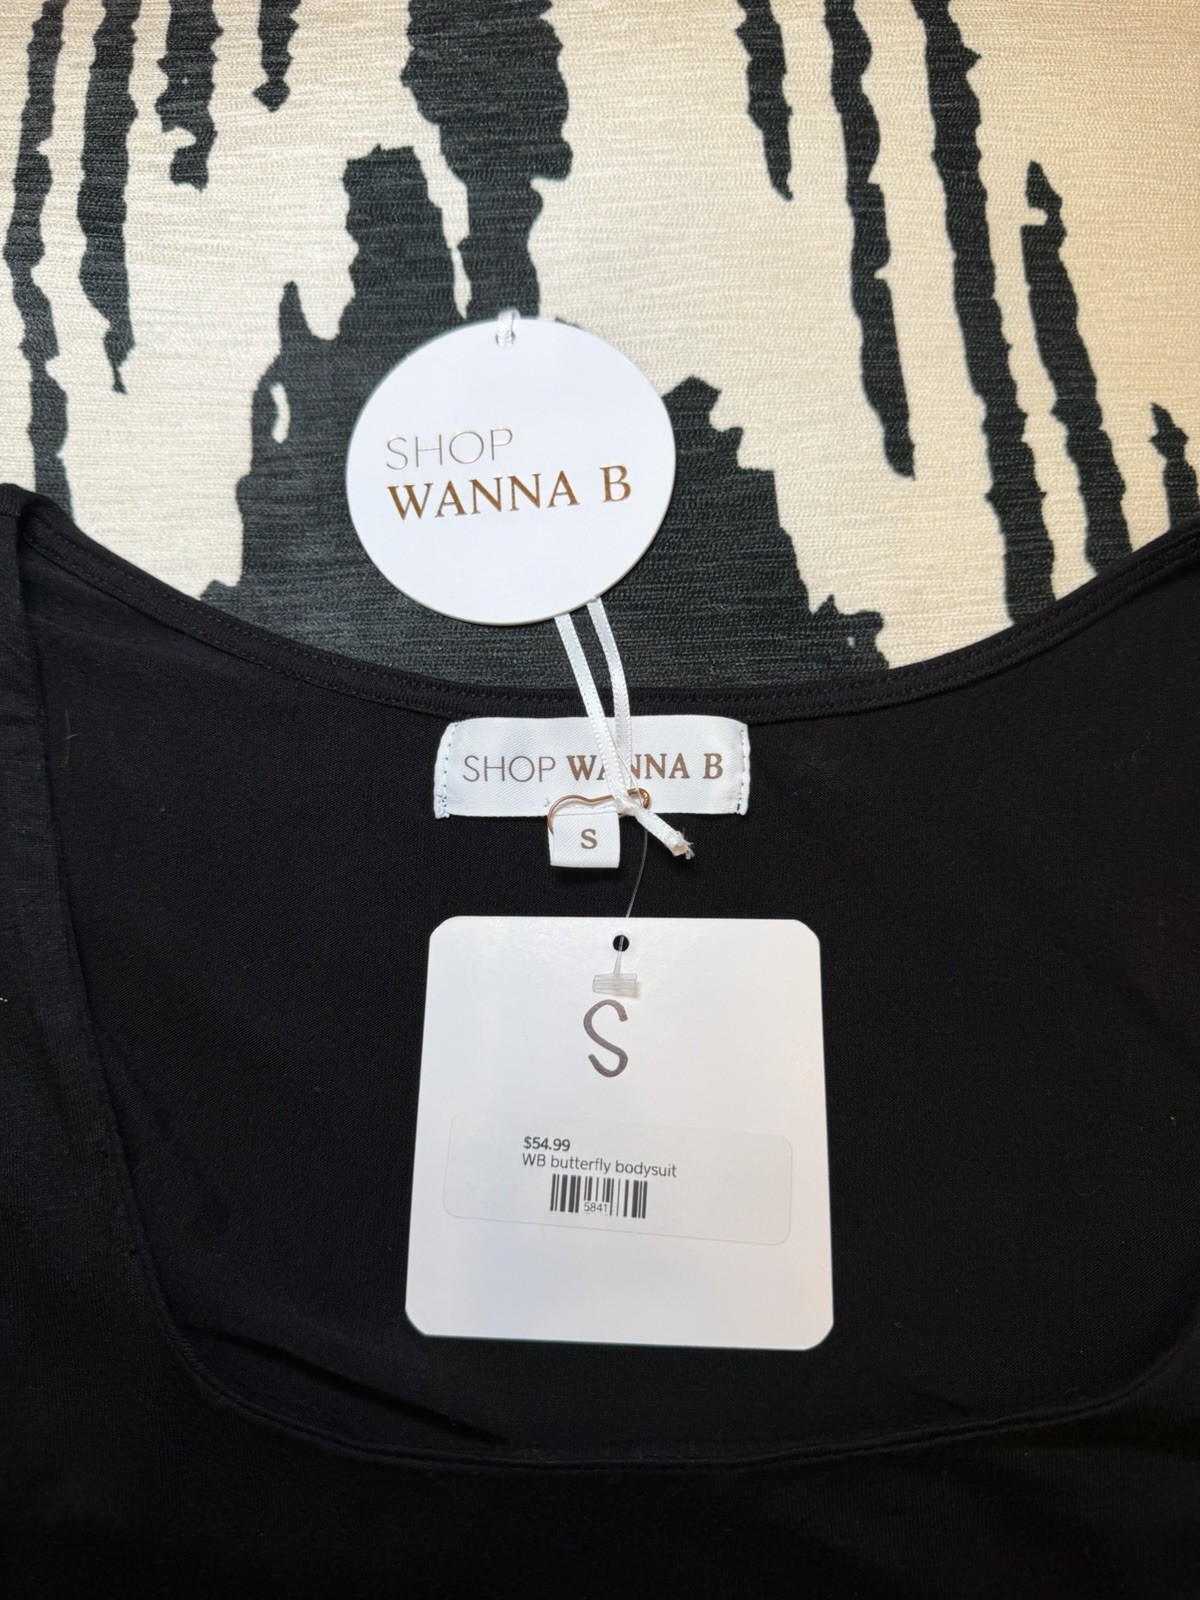 SHOP
WANNA B
SHOP WANNA B
S
S
$54.99
WB butterfly bodysuit
5841